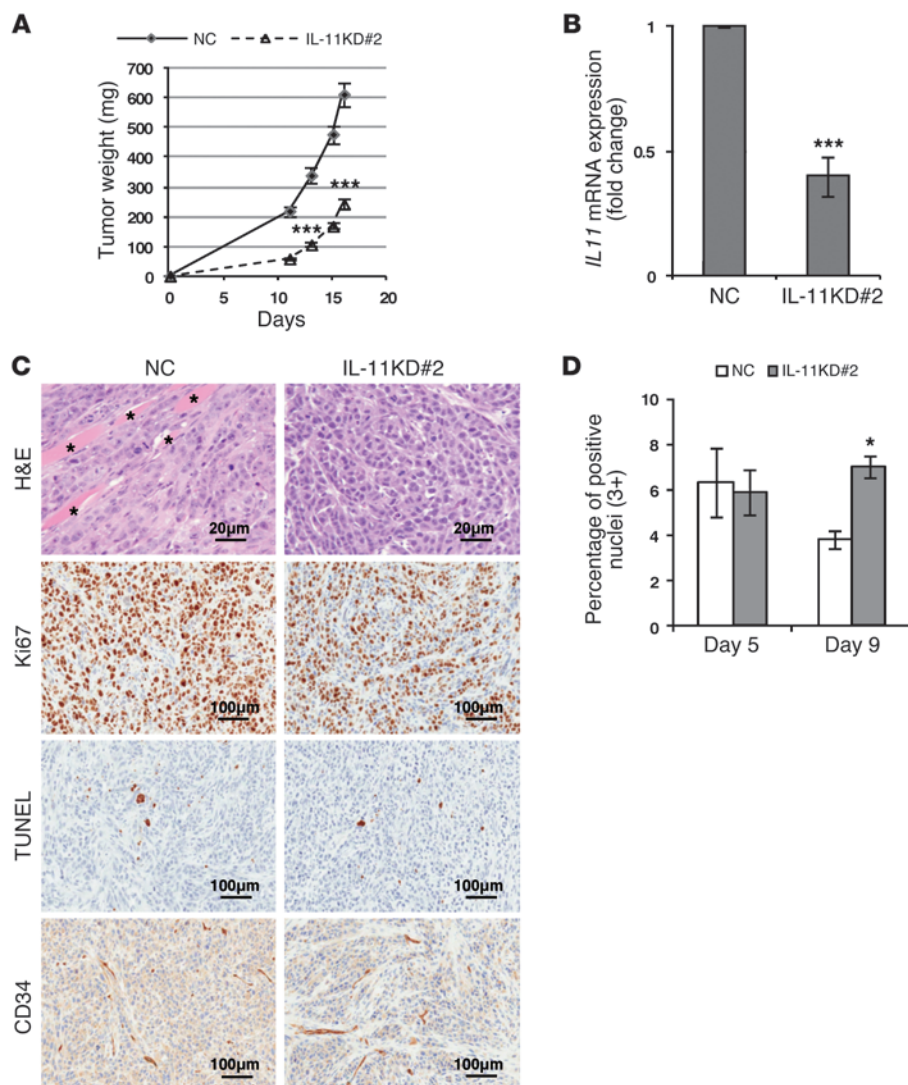 A
NC IL-11KD#2
Tumor weight (mg)
700
600
500
400
300
200
100
0
***
***
0 5 10 15 20
Days
B
IL11 mRNA expression
(fold change)
1
0.5
0
***
NC IL-11KD#2
C
NC IL-11KD#2
H&E
* * * * *
20µm 20µm
Ki67
100µm 100µm
TUNEL
100µm 100µm
CD34
100µm 100µm
D
NC IL-11KD#2
Percentage of positive
nuclei (3+)
10
8
6
4
2
0
*
Day 5 Day 9